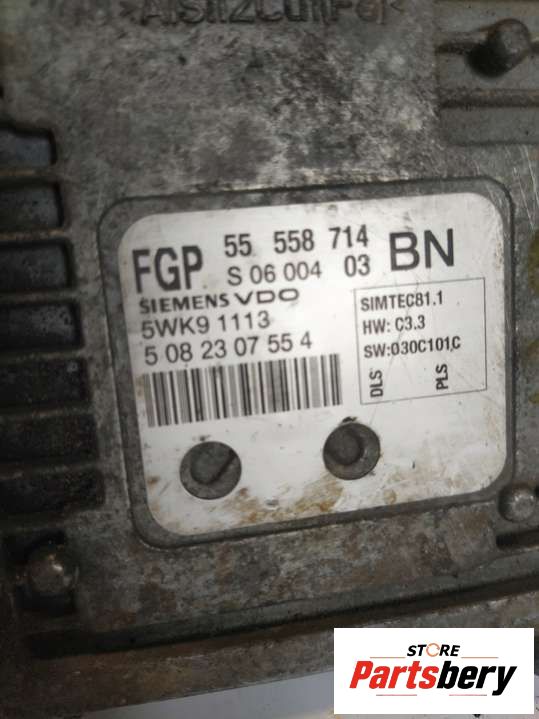 FGP 55 558 714 BN
S 06 004 03
SIEMENS VDO
5WK9 1113
5 08 23 07 55 4
SIMTEC81.1
HW: C3.3
SW:030C101C
DLS PLS
STORE
Partsbery